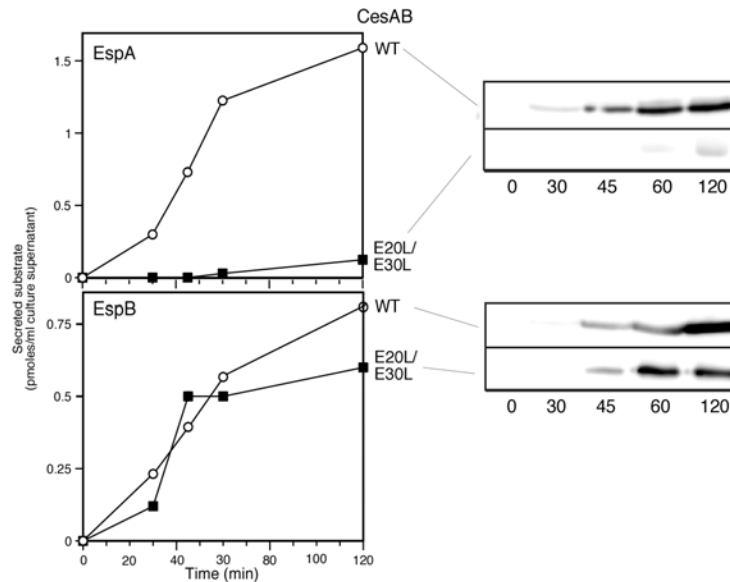 CesAB
EspA
WT
1.5
1
0.5
0
E20L/
E30L
0 30 45 60 120
Secreted substrate
(pmoles/ml culture supernatant)
EspB
WT
0.75
E20L/
E30L
0.5
0.25
0
0 30 45 60 120
0 20 40 30 80 100 120
Time (min)